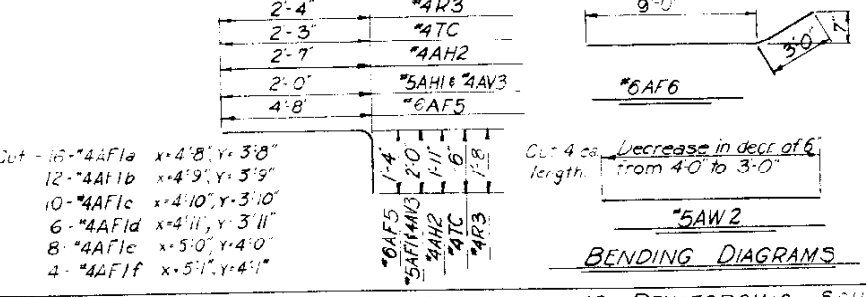 2'-4" #4R3
2'-3" #4TC
2'-7" #4AH2
2'-0" #5AH1 & #4AV3
4'-8" #6AF5
Cut - 16 - #4AF1a x=4'8", Y=3'8"
12 - #4AF1b x=4'9", Y=3'9"
10 - #4AF1c x=4'10", Y=3'10"
6 - #4AF1d x=4'11", Y=3'11"
8 - #4AF1e x=5'0", Y=4'0"
4 - #4AF1f x=5'1", Y=4'1"
1'-4" 2'-0" 1'-11" 6" 1'-8"
#6AF5 #5AF1&#4AV3 #4AH2 #4TC #4R3
9'-0"
3'-0"
#6AF6
Cut 4 ea. length.
Decrease in decr. of 6" from 4'-0" to 3'-0"
#5AW2
BENDING DIAGRAMS